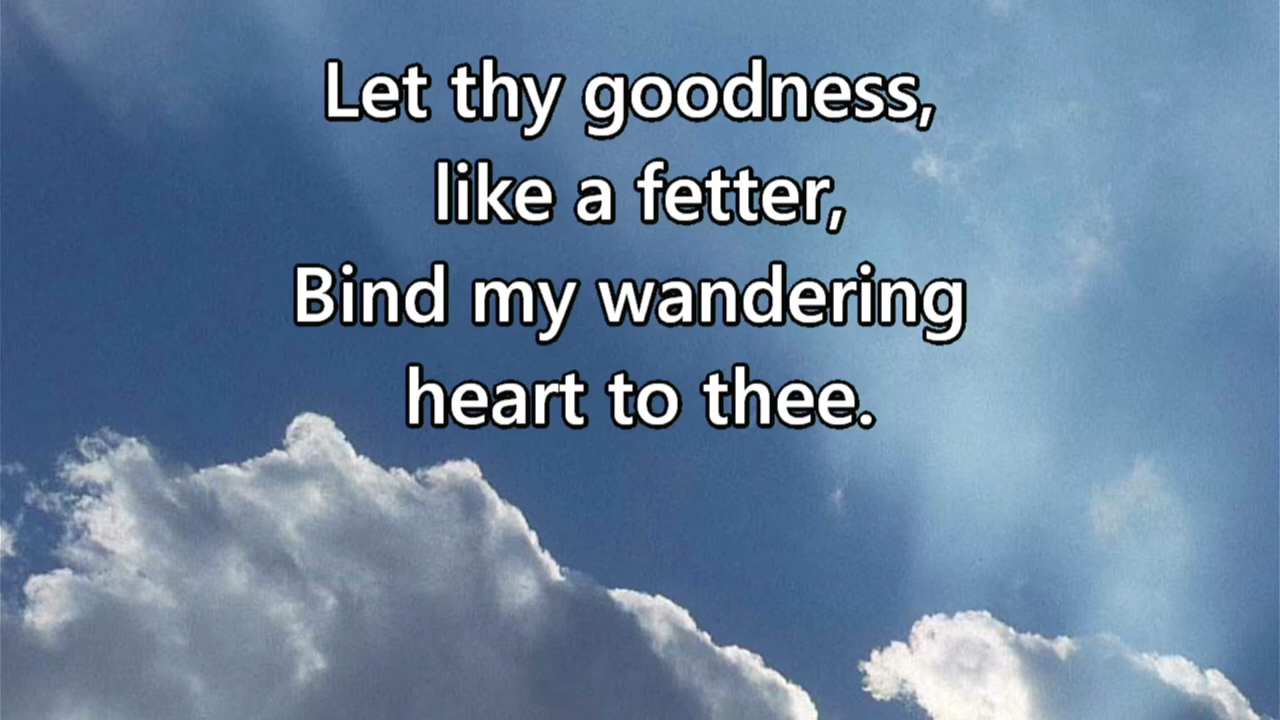 Let thy goodness,
like a fetter,
Bind my wandering
heart to thee.